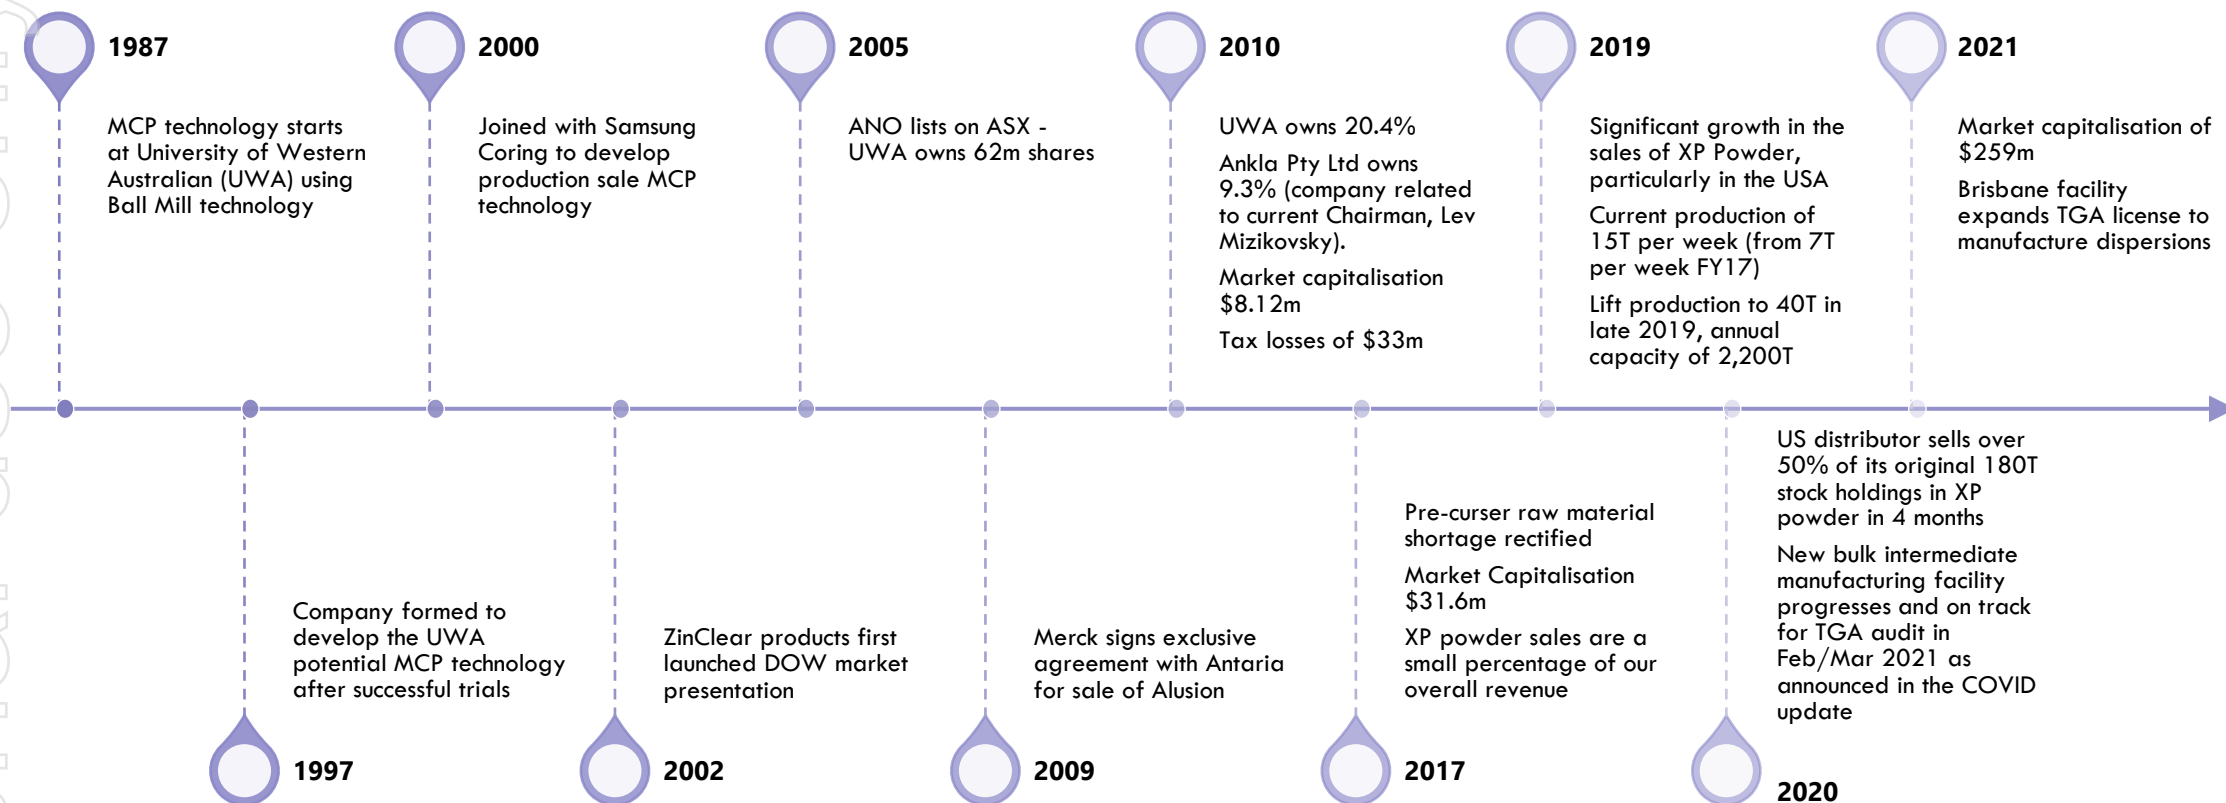 1987
MCP technology starts
at University of Western
Australian (UWA) using
Ball Mill technology
2000
Joined with Samsung
Coring to develop
production sale MCP
technology
2005
ANO lists on ASX -
UWA owns 62m shares
2010
UWA owns 20.4%
Ankla Pty Ltd owns
9.3% (company related
to current Chairman, Lev
Mizikovsky).
Market capitalisation
$8.12m
Tax losses of $33m
2019
Significant growth in the
sales of XP Powder,
particularly in the USA
Current production of
15T per week (from 7T
per week FY17)
Lift production to 40T in
late 2019, annual
capacity of 2,200T
2021
Market capitalisation of
$259m
Brisbane facility
expands TGA license to
manufacture dispersions
Company formed to
develop the UWA
potential MCP technology
after successful trials
1997
ZinClear products first
launched DOW market
presentation
2002
Merck signs exclusive
agreement with Antaria
for sale of Alusion
2009
Pre-curser raw material
shortage rectified
Market Capitalisation
$31.6m
XP powder sales are a
small percentage of our
overall revenue
2017
US distributor sells over
50% of its original 180T
stock holdings in XP
powder in 4 months
New bulk intermediate
manufacturing facility
progresses and on track
for TGA audit in
Feb/Mar 2021 as
announced in the COVID
update
2020